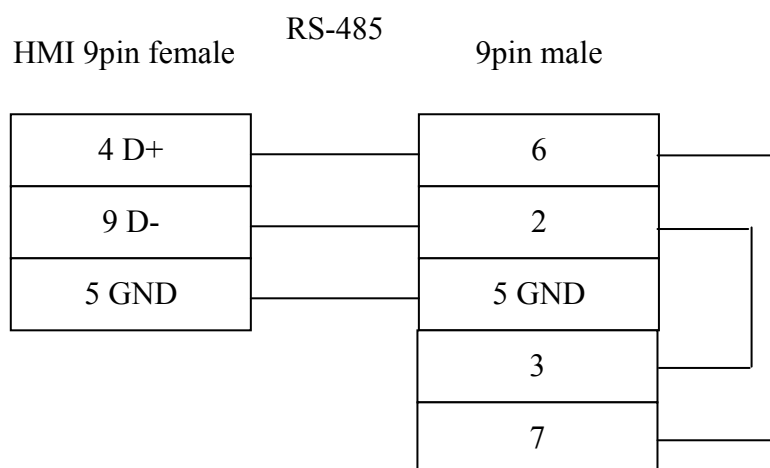 RS-485
HMI 9pin female
9pin male
4 D+
6
9 D-
2
5 GND
5 GND
3
7